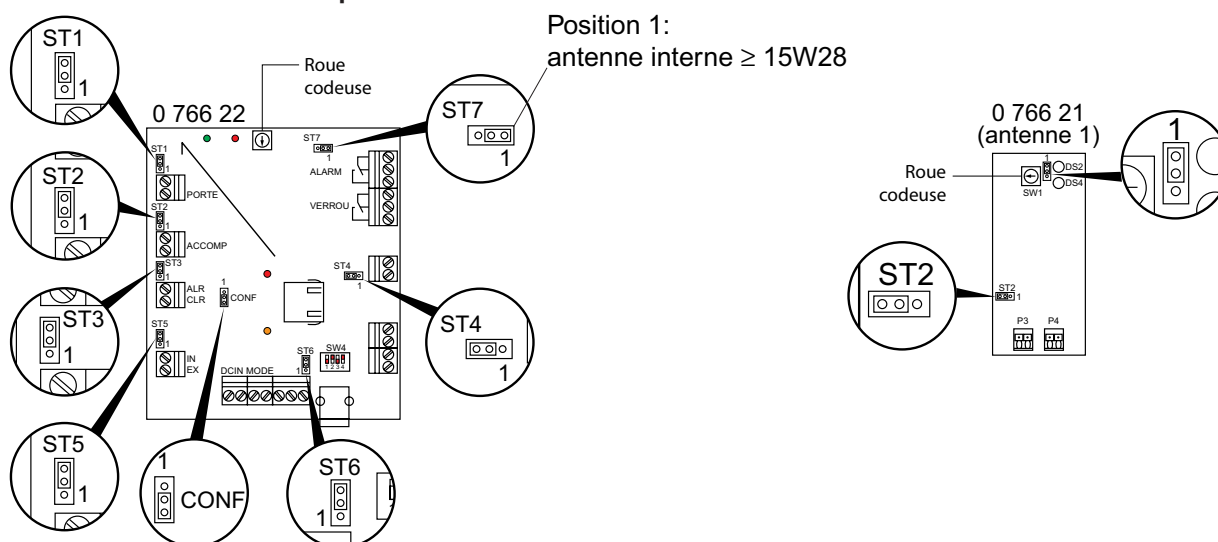 Position 1:
antenne interne ≥ 15W28
ST1
1
Roue
codeuse
0 766 22
ST7
1
ST7
1
0 766 21
(antenne 1)
1
ST1
1
ALARM
VERROU
PORTE
ST2
1
ST2
1
ACCOMP
Roue
codeuse
SW1
1
DS2
DS4
ST3
1
ST3
1
ALR
CLR
1
CONF
ST4
1
ST4
1
ST2
ST2
1
P3
P4
ST5
1
IN
EX
ST6
1
SW4
1 2 3 4
DCIN MODE
ST5
1
1
CONF
ST6
1